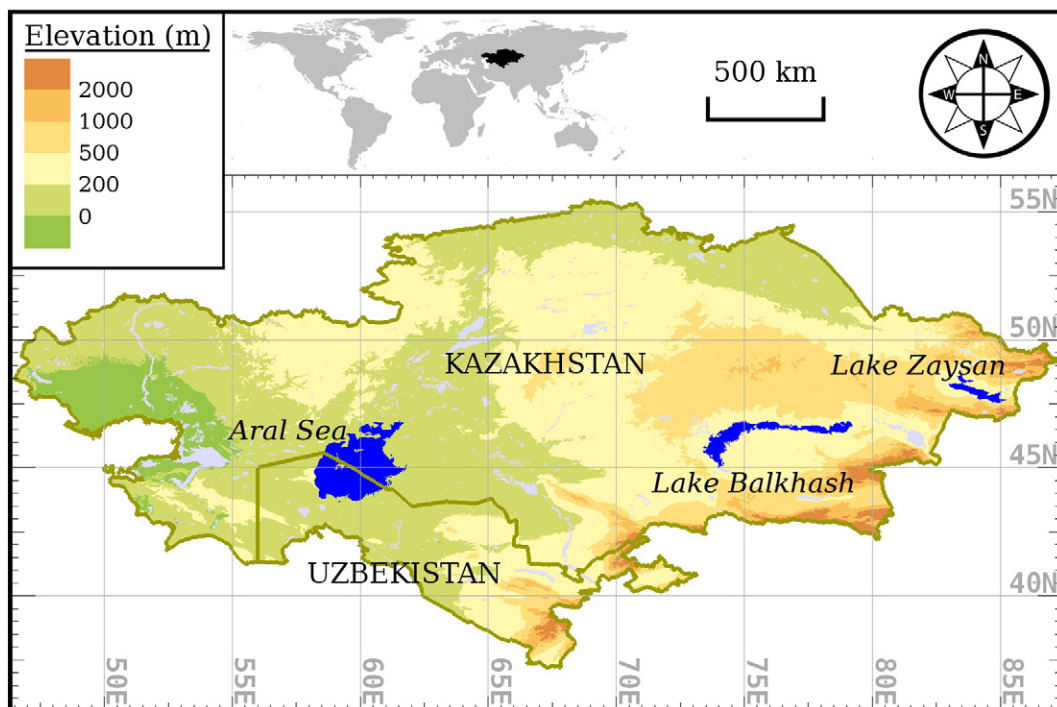 Elevation (m)
2000
1000
500
200
0
500 km
N
W
E
S
55N
50N
45N
40N
KAZAKHSTAN
Lake Zaysan
Aral Sea
Lake Balkhash
UZBEKISTAN
50E
55E
60E
65E
70E
75E
80E
85E